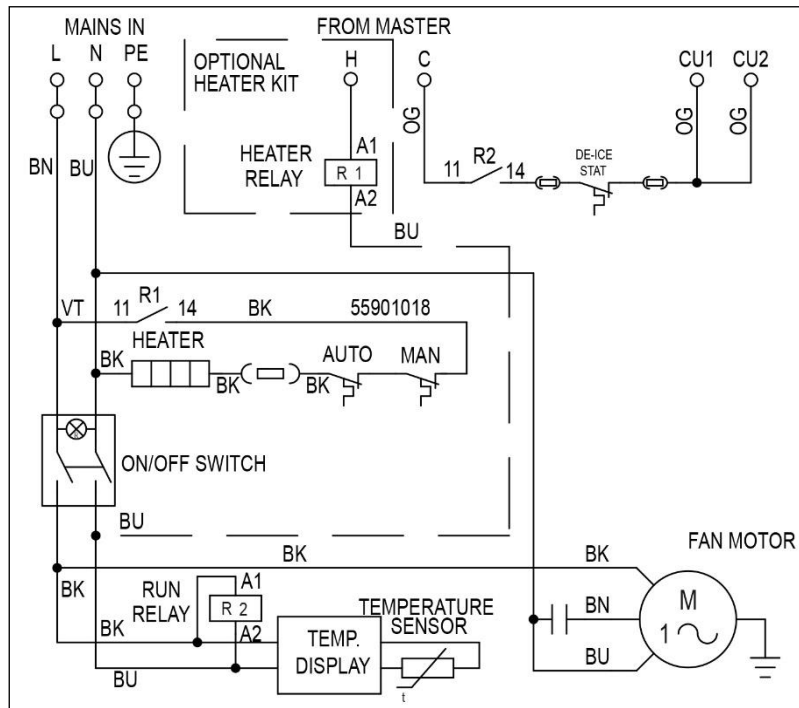 MAINS IN
FROM MASTER
L N PE
OPTIONAL
HEATER KIT
H
C
CU1 CU2
OG
OG
OG
BN
BU
HEATER
RELAY
A1
R 1
A2
11 R2 14
DE-ICE
STAT
BU
VT 11 R1 14 BK 55901018
HEATER
BK
BK
BK
AUTO MAN
ON/OFF SWITCH
BU
BK
BK
FAN MOTOR
BK
RUN
RELAY
A1
R 2
A2
BK
BU
TEMPERATURE
SENSOR
TEMP.
DISPLAY
t
BN
BU
M
1